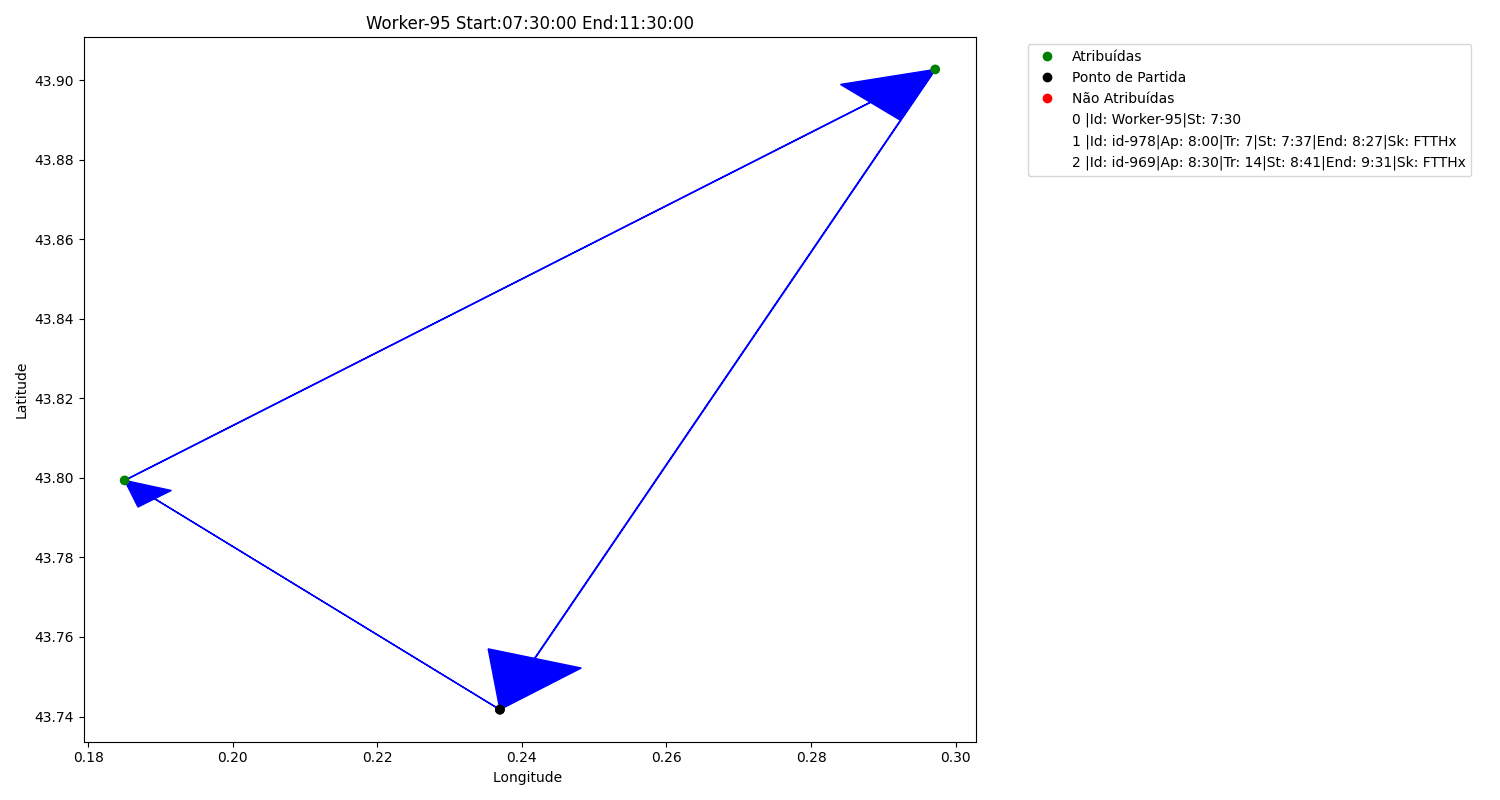 Worker-95 Start:07:30:00 End:11:30:00
Atribuídas
Ponto de Partida
Não Atribuídas
0 |Id: Worker-95|St: 7:30
1 |Id: id-978|Ap: 8:00|Tr: 7|St: 7:37|End: 8:27|Sk: FTTHx
2 |Id: id-969|Ap: 8:30|Tr: 14|St: 8:41|End: 9:31|Sk: FTTHx
Latitude
43.90
43.88
43.86
43.84
43.82
43.80
43.78
43.76
43.74
0.18 0.20 0.22 0.24 0.26 0.28 0.30
Longitude